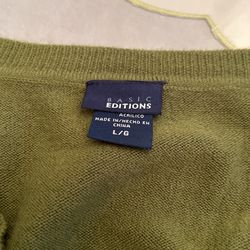 BASIC
EDITIONS
ACRILICO
MADE IN/HECHO EN
CHINA
L/G